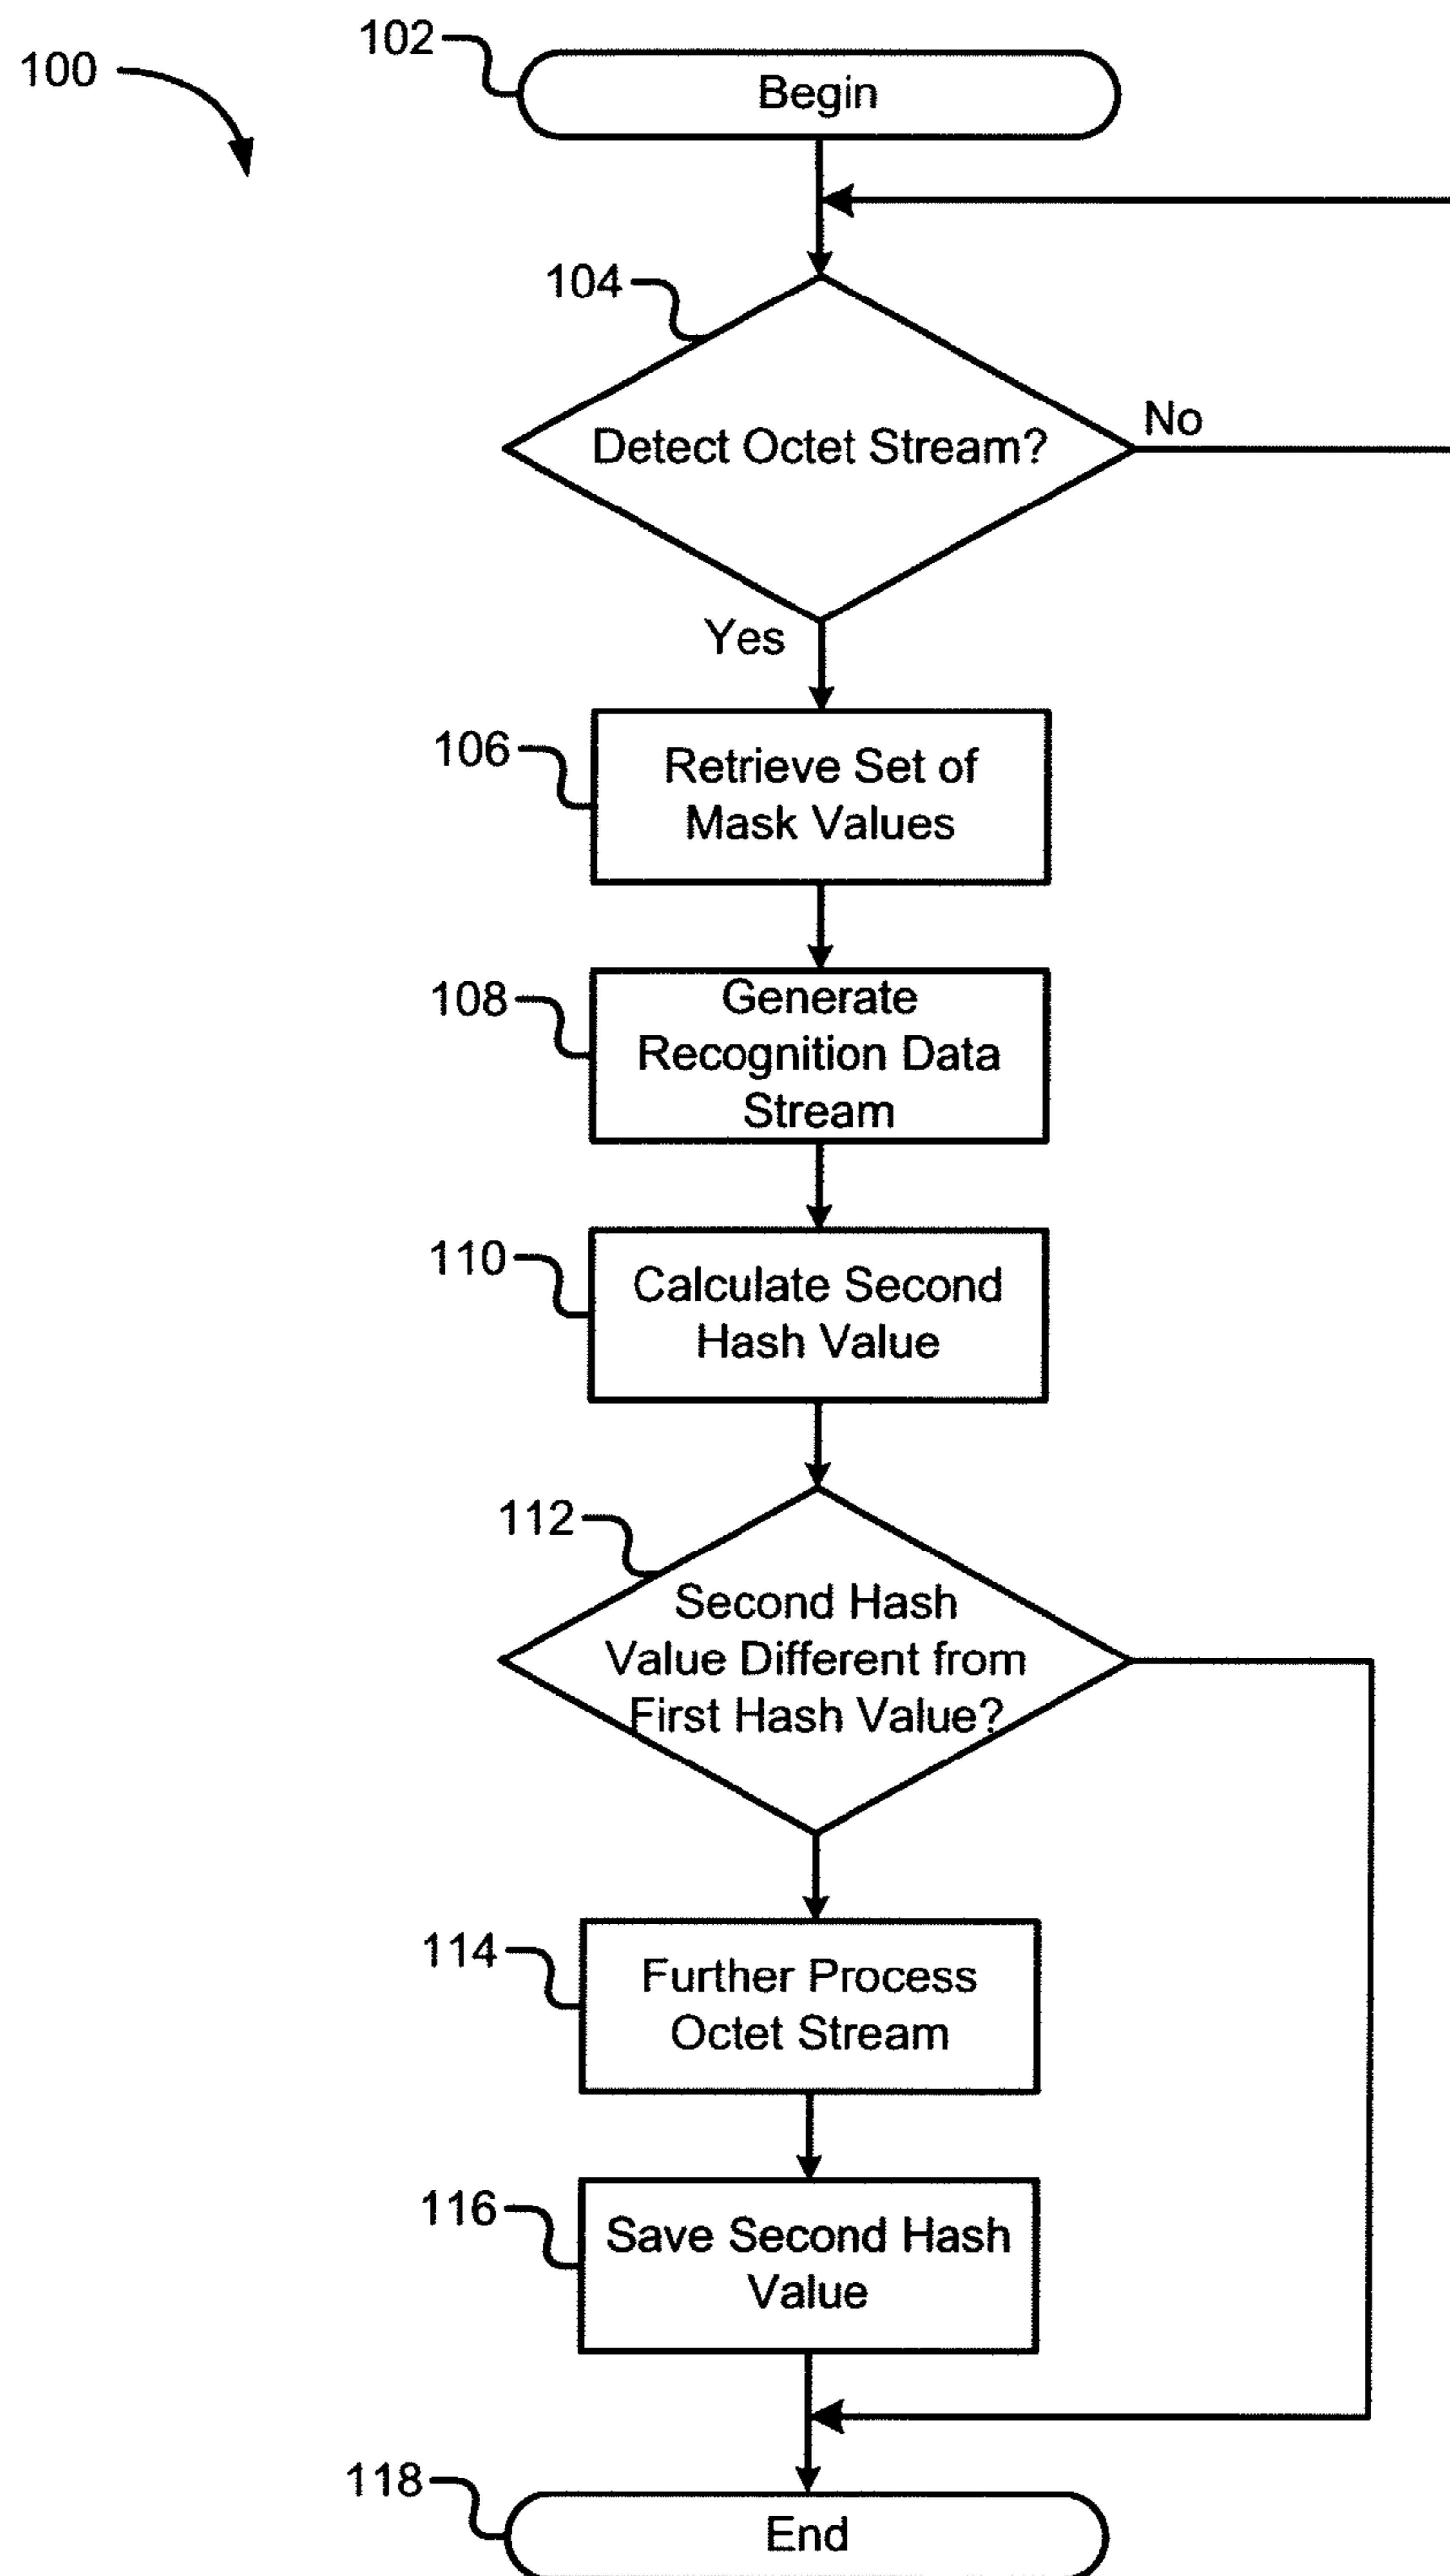 100
102
Begin
104
Detect Octet Stream?
No
Yes
106
Retrieve Set of
Mask Values
108
Generate
Recognition Data
Stream
110
Calculate Second
Hash Value
112
Second Hash
Value Different from
First Hash Value?
114
Further Process
Octet Stream
116
Save Second Hash
Value
118
End